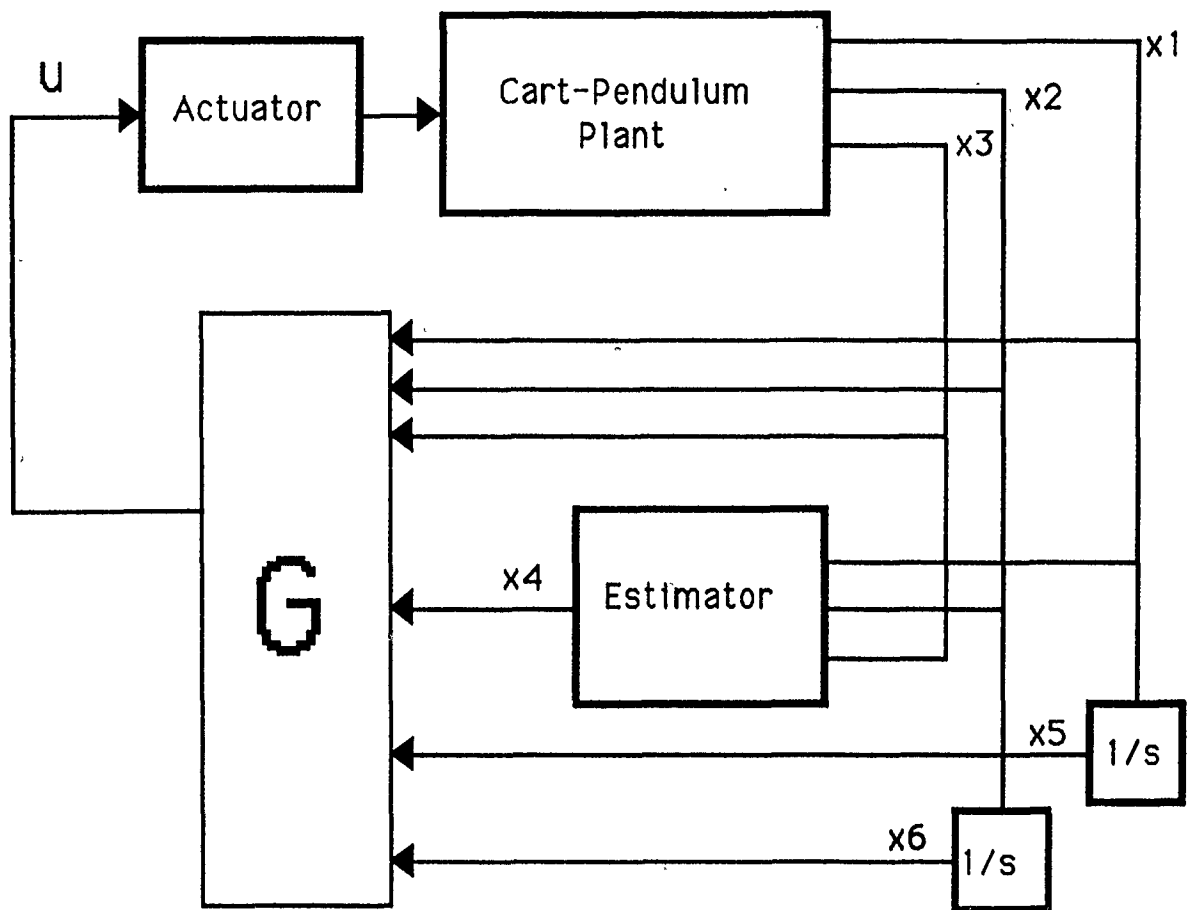 x1
u
Actuator
Cart-Pendulum
Plant
x2
x3
G
x4
Estimator
x5
1/s
x6
1/s